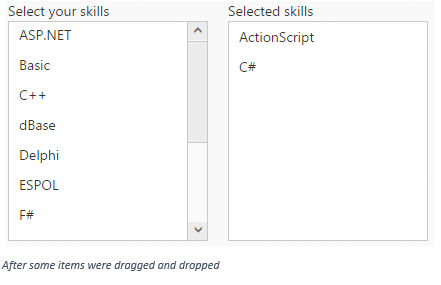 Select your skills
ASP.NET
Basic
C++
dBase
Delphi
ESPOL
F#
Selected skills
ActionScript
C#
After some items were dragged and dropped